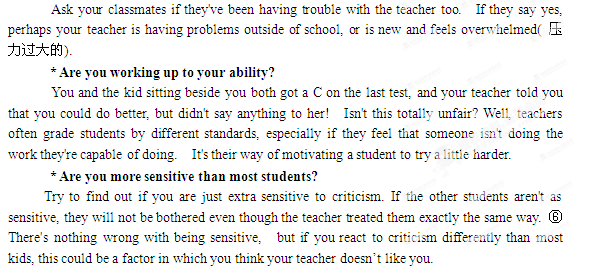 Ask your classmates if they've been having trouble with the teacher too. If they say yes,
perhaps your teacher is having problems outside of school, or is new and feels overwhelmed( 压
力过大的).
* Are you working up to your ability?
You and the kid sitting beside you both got a C on the last test, and your teacher told you
that you could do better, but didn't say anything to her! Isn't this totally unfair? Well, teachers
often grade students by different standards, especially if they feel that someone isn't doing the
work they're capable of doing. It's their way of motivating a student to try a little harder.
* Are you more sensitive than most students?
Try to find out if you are just extra sensitive to criticism. If the other students aren't as
sensitive, they will not be bothered even though the teacher treated them exactly the same way. ⑥
There's nothing wrong with being sensitive, but if you react to criticism differently than most
kids, this could be a factor in which you think your teacher doesn't like you.